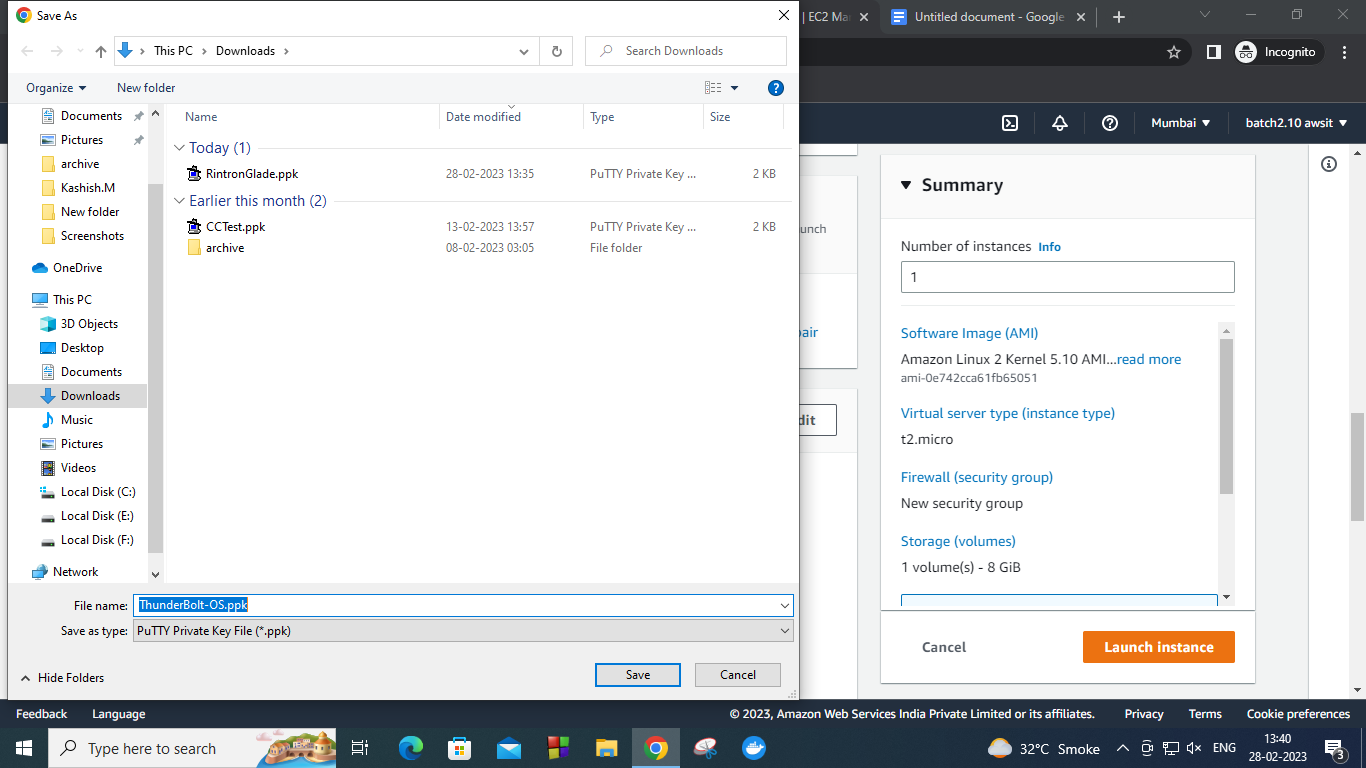 Save As
This PC
Downloads
Search Downloads
Organize
New folder
Documents
Pictures
archive
Kashish.M
New folder
Screenshots
OneDrive
This PC
3D Objects
Desktop
Documents
Downloads
Music
Pictures
Videos
Local Disk (C:)
Local Disk (E:)
Local Disk (F:)
Network
Name Date modified Type Size
Today (1)
RintronGlade.ppk 28-02-2023 13:35 PuTTY Private Key ... 2 KB
Earlier this month (2)
CCTest.ppk 13-02-2023 13:57 PuTTY Private Key ... 2 KB
archive 08-02-2023 03:05 File folder
File name: ThunderBolt-OS.ppk
Save as type: PuTTY Private Key File (*.ppk)
Hide Folders
Save
Cancel
| EC2 Ma
Untitled document - Google
Incognito
Mumbai
batch2.10 awsit
Summary
Number of instances Info
1
Software Image (AMI)
Amazon Linux 2 Kernel 5.10 AMI...read more
ami-0e742cca61fb65051
Virtual server type (instance type)
t2.micro
Firewall (security group)
New security group
Storage (volumes)
1 volume(s) - 8 GiB
Cancel
Launch instance
Feedback
Language
© 2023, Amazon Web Services India Private Limited or its affiliates.
Privacy
Terms
Cookie preferences
Type here to search
32°C Smoke
ENG
13:40
28-02-2023
3